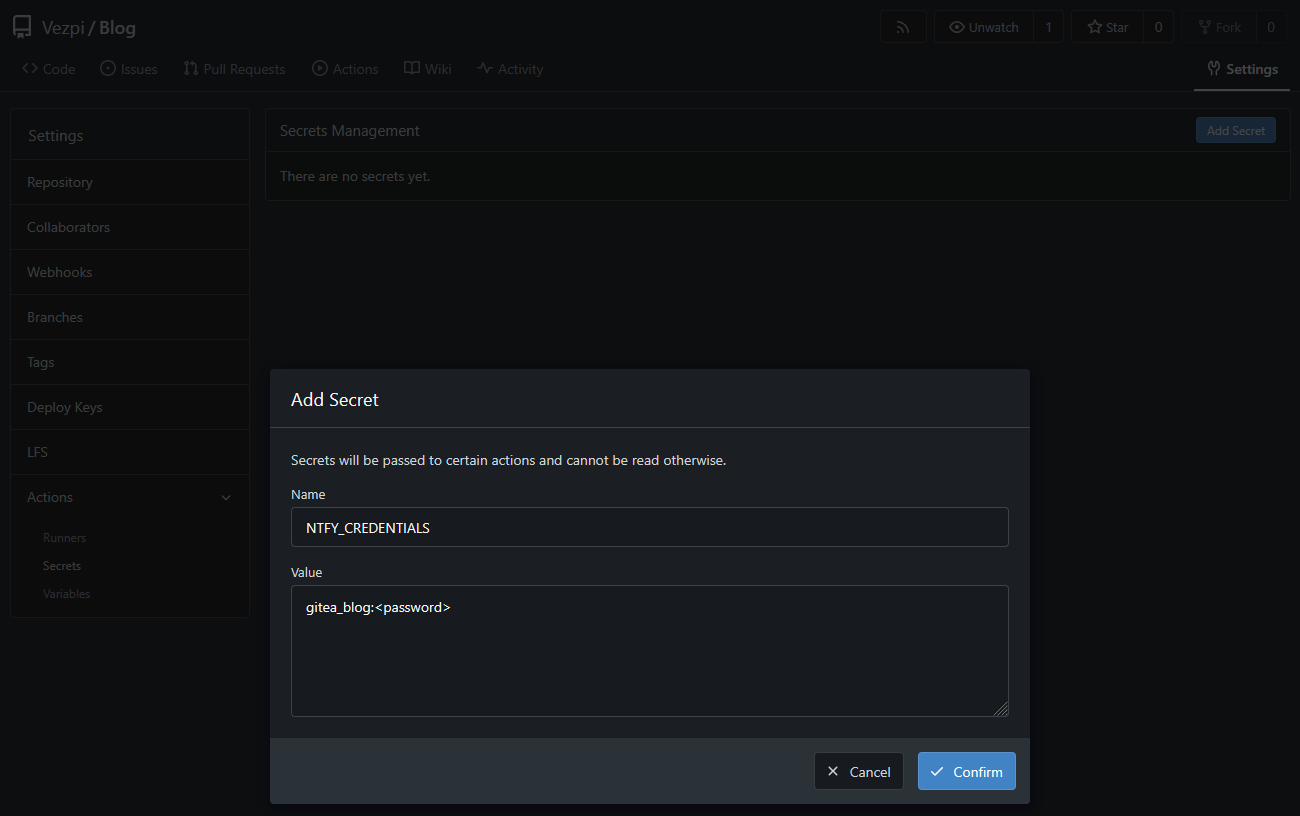 Vezpi / Blog
Unwatch 1 Star 0 Fork 0
Code Issues Pull Requests Actions Wiki Activity Settings
Settings
Repository
Collaborators
Webhooks
Branches
Tags
Deploy Keys
LFS
Actions
Runners
Secrets
Variables
Secrets Management Add Secret
There are no secrets yet.
Add Secret
Secrets will be passed to certain actions and cannot be read otherwise.
Name
NTFY_CREDENTIALS
Value
gitea_blog:<password>
Cancel Confirm